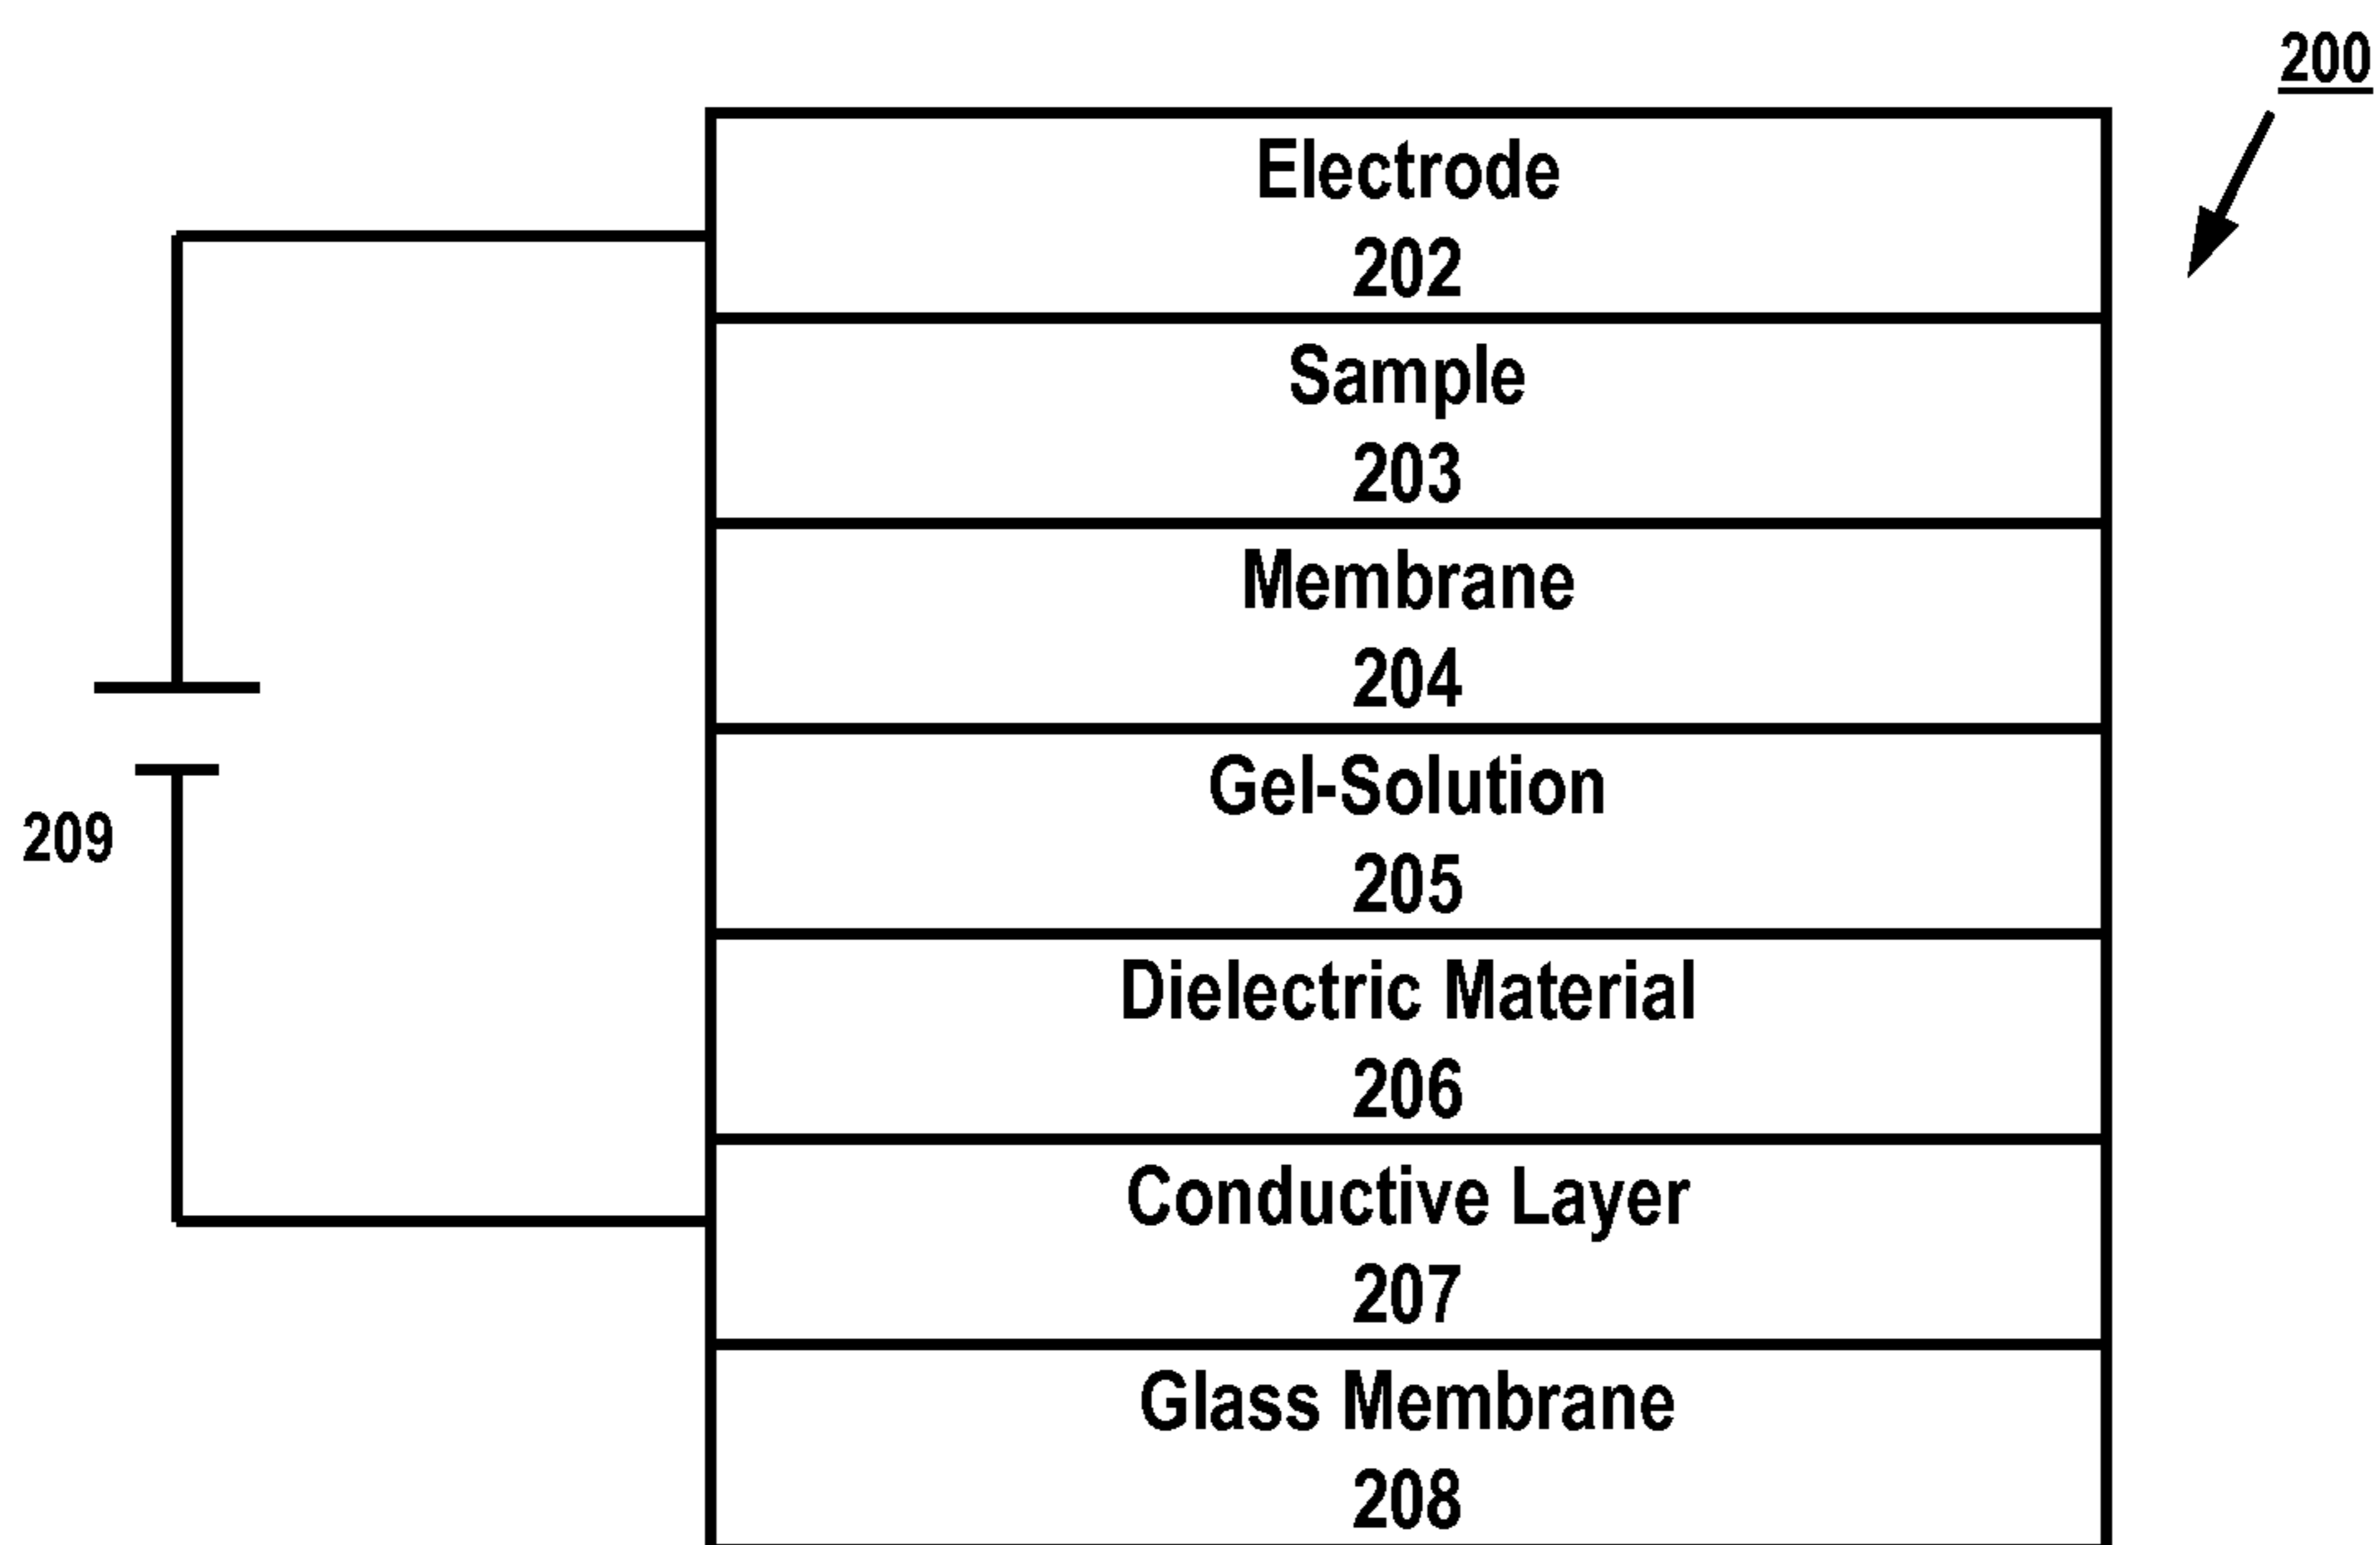 200
Electrode
202
Sample
203
Membrane
204
Gel-Solution
205
209
Dielectric Material
206
Conductive Layer
207
Glass Membrane
208